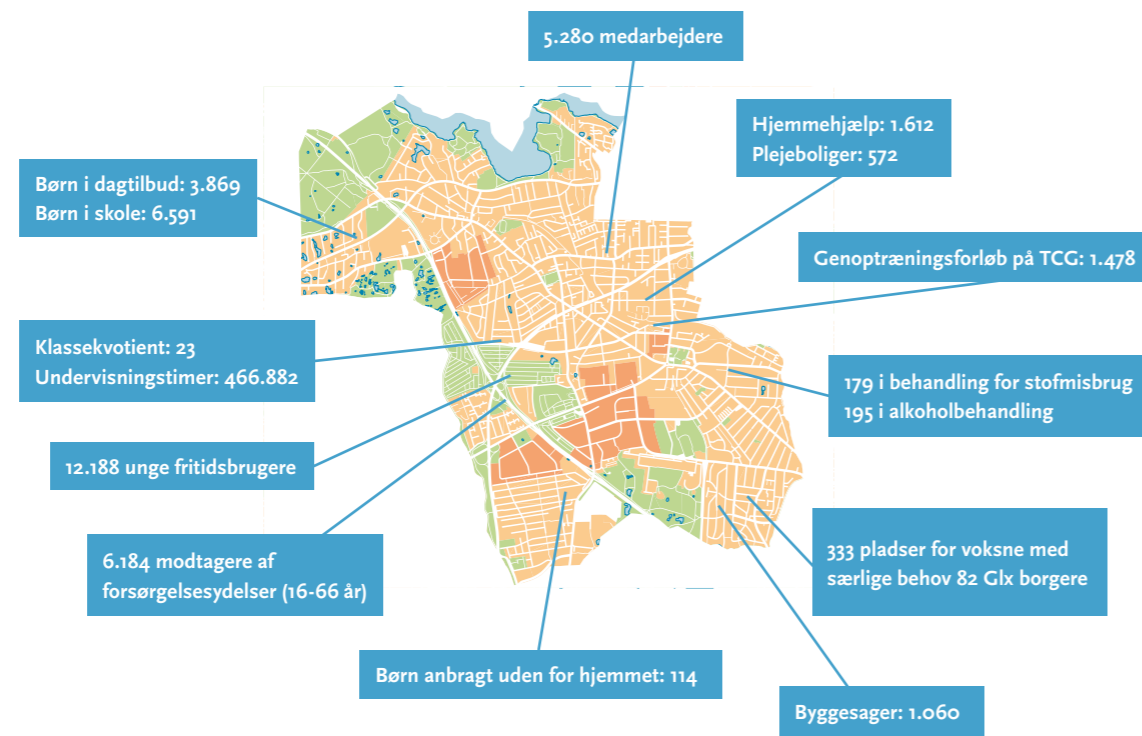 5.280 medarbejdere
Hjemmehjælp: 1.612
Plejeboliger: 572
Børn i dagtilbud: 3.869
Børn i skole: 6.591
Genoptræningsforløb på TCG: 1.478
Klassekvotient: 23
Undervisningstimer: 466.882
179 i behandling for stofmisbrug
195 i alkoholbehandling
12.188 unge fritidsbrugere
6.184 modtagere af
forsørgelsesydelser (16-66 år)
333 pladser for voksne med
særlige behov 82 Glx borgere
Børn anbragt uden for hjemmet: 114
Byggesager: 1.060